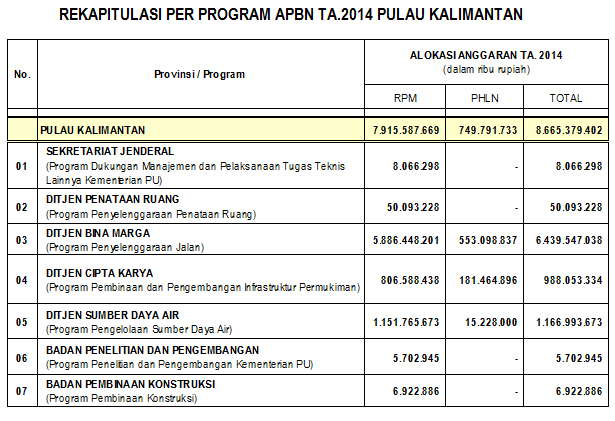 REKAPITULASI PER PROGRAM APBN TA.2014 PULAU KALIMANTAN
No. Provinsi / Program ALOKASI ANGGARAN TA. 2014
(dalam ribu rupiah)
RPM PHLN TOTAL
PULAU KALIMANTAN 7.915.587.669 749.791.733 8.665.379.402
01 SEKRETARIAT JENDERAL
(Program Dukungan Manajemen dan Pelaksanaan Tugas Teknis
Lainnya Kementerian PU) 8.066.298 - 8.066.298
02 DITJEN PENATAAN RUANG
(Program Penyelenggaraan Penataan Ruang) 50.093.228 - 50.093.228
03 DITJEN BINA MARGA
(Program Penyelenggaraan Jalan) 5.886.448.201 553.098.837 6.439.547.038
04 DITJEN CIPTA KARYA
(Program Pembinaan dan Pengembangan Infrastruktur Permukiman) 806.588.438 181.464.896 988.053.334
05 DITJEN SUMBER DAYA AIR
(Program Pengelolaan Sumber Daya Air) 1.151.765.673 15.228.000 1.166.993.673
06 BADAN PENELITIAN DAN PENGEMBANGAN
(Program Penelitian dan Pengembangan Kementerian PU) 5.702.945 - 5.702.945
07 BADAN PEMBINAAN KONSTRUKSI
(Program Pembinaan Konstruksi) 6.922.886 - 6.922.886